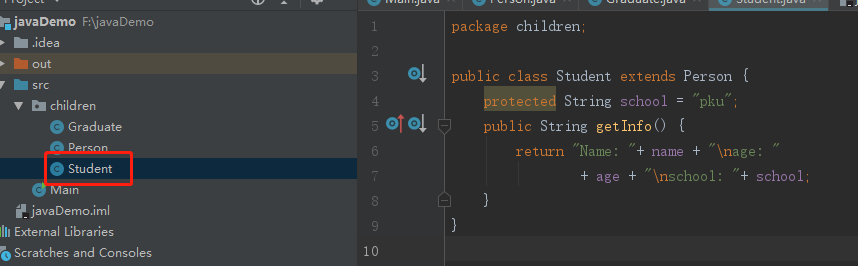 Project
javaDemo F:\javaDemo
.idea
out
src
children
Graduate
Person
Student
Main
javaDemo.iml
External Libraries
Scratches and Consoles
Main.java
Person.java
Graduate.java
Student.java
1 package children;
2
3 public class Student extends Person {
4 protected String school = "pku";
5 public String getInfo() {
6 return "Name: "+ name + "\nage: "
7 + age + "\nschool: "+ school;
8 }
9 }
10